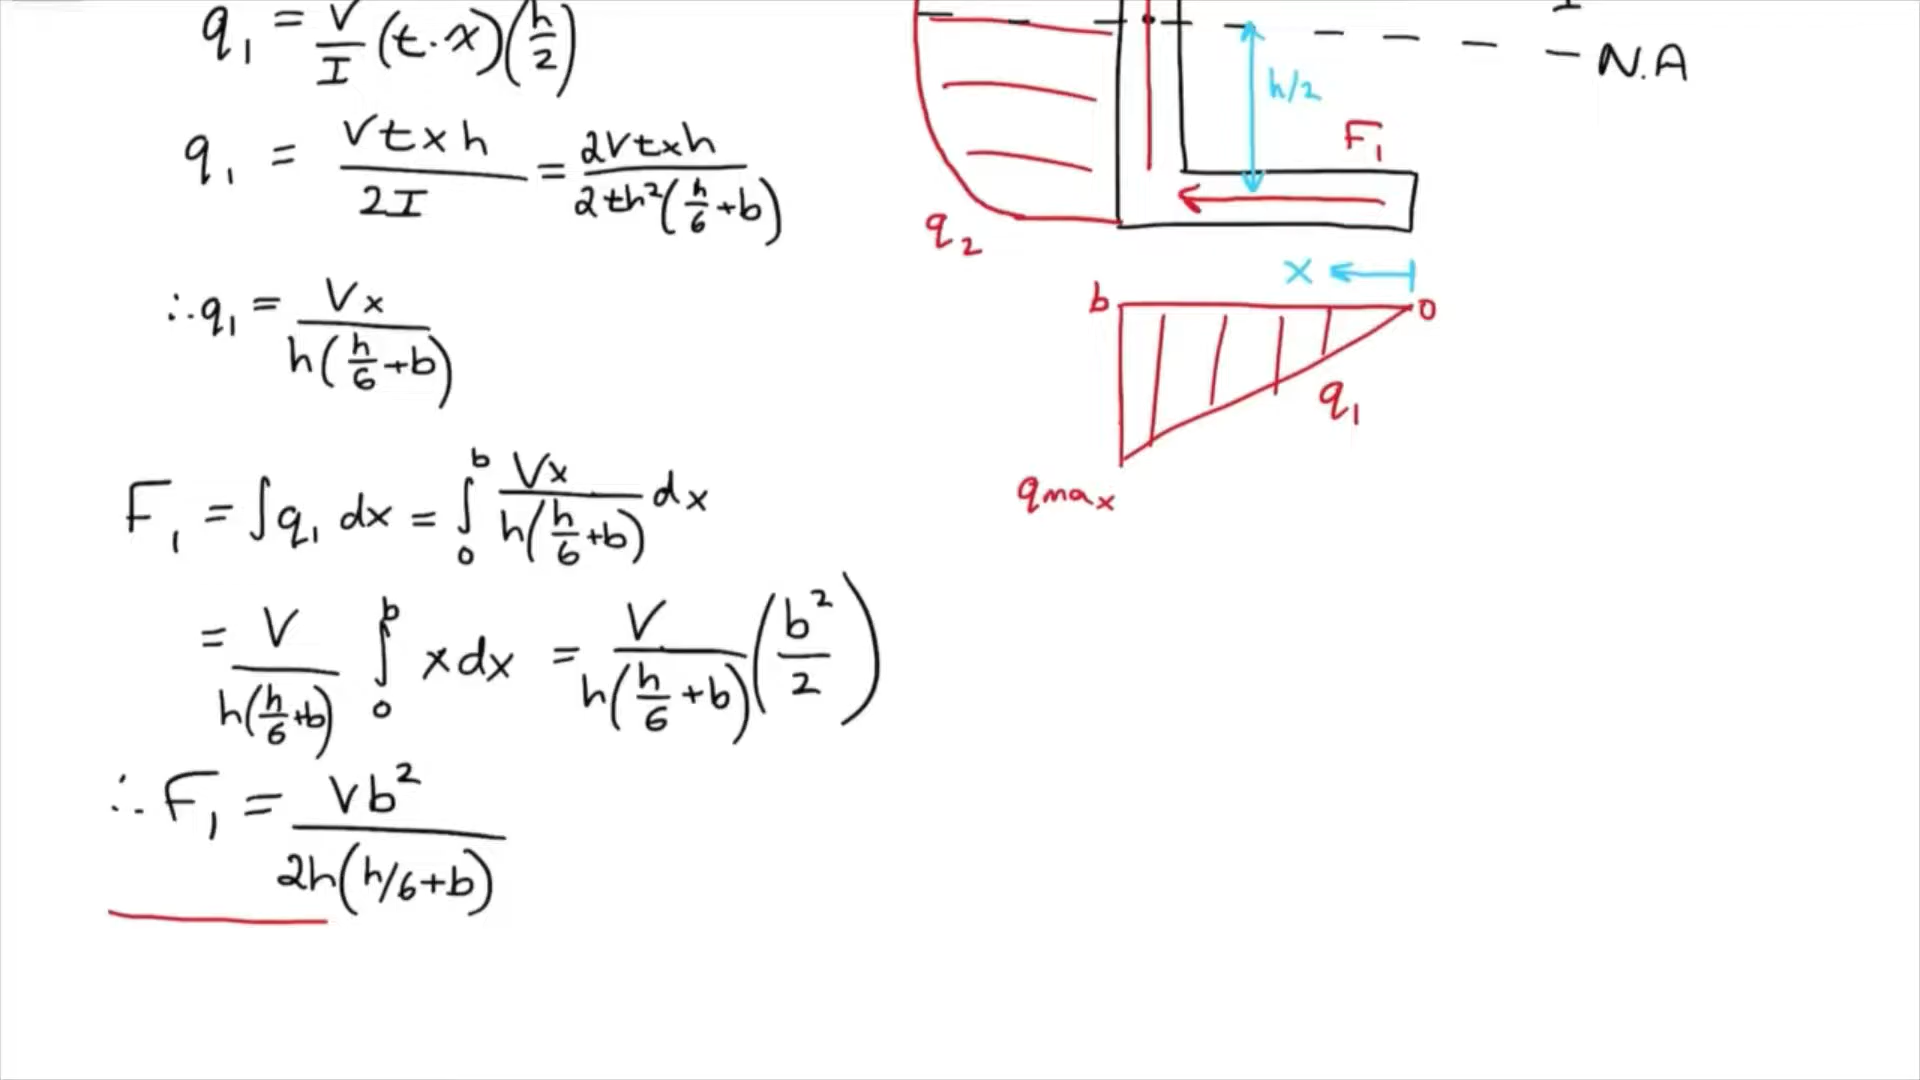 q₁ = V/I (t·x)(h/2)
q₁ = Vtxh/2I = 2Vtxh/2th²(h/6+b)
∴q₁ = Vx/h(h/6+b)
F₁ = ∫q₁ dx = ∫₀ᵇ Vx/h(h/6+b) dx
= V/h(h/6+b) ∫₀ᵇ xdx = V/h(h/6+b) (b²/2)
∴F₁ = Vb²/2h(h/6+b)
N.A
h/2
F₁
q₂
x
b
0
q₁
qmax